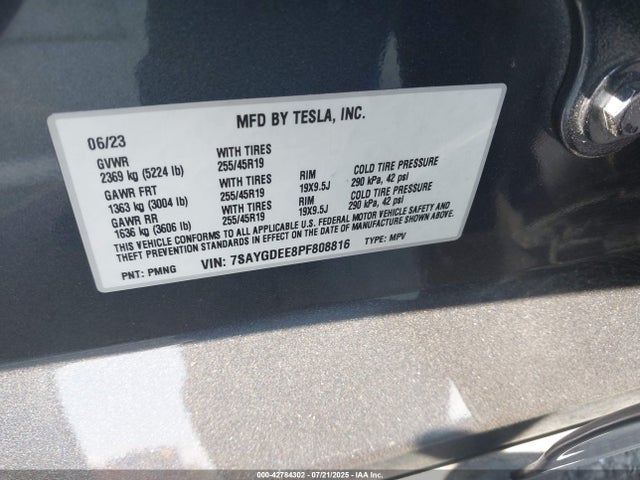 MFD BY TESLA, INC.
06/23
GVWR WITH TIRES
2369 kg (5224 lb) 255/45R19
GAWR FRT WITH TIRES RIM COLD TIRE PRESSURE
1363 kg (3004 lb) 255/45R19 19X9.5J 290 kPa, 42 psi
GAWR RR WITH TIRES RIM COLD TIRE PRESSURE
1636 kg (3606 lb) 255/45R19 19X9.5J 290 kPa, 42 psi
THIS VEHICLE CONFORMS TO ALL APPLICABLE U.S. FEDERAL MOTOR VEHICLE SAFETY AND
THEFT PREVENTION STANDARDS IN EFFECT ON THE DATE OF MANUFACTURE SHOWN ABOVE.
PNT: PMNG VIN: 7SAYGDEE8PF808816 TYPE: MPV
000-42784302 - 07/21/2025 - IAA, Inc.